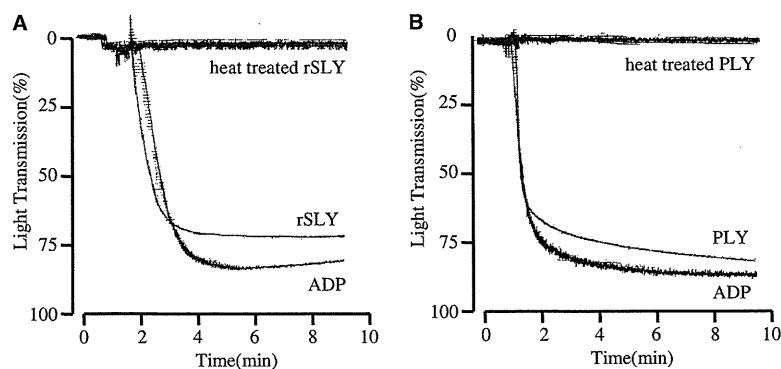 A
Light Transmission(%)
0
25
50
75
100
heat treated rSLY
rSLY
ADP
0 2 4 6 8 10
Time(min)
B
Light Transmission(%)
0
25
50
75
100
heat treated PLY
PLY
ADP
0 2 4 6 8 10
Time(min)